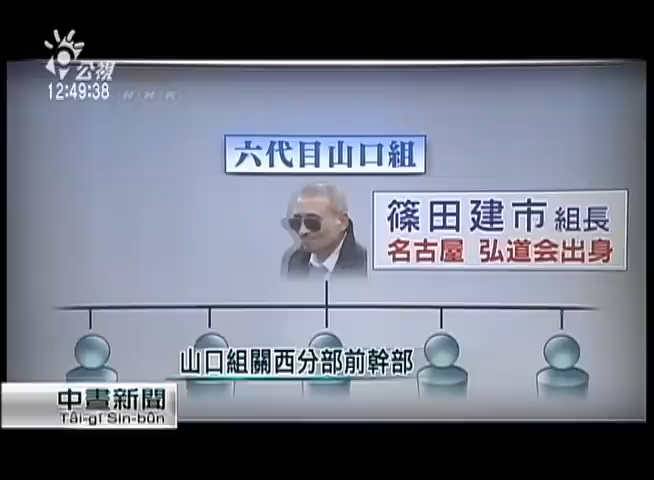 公視
12:49:38
NHK
六代目山口組
篠田建市 組長
名古屋 弘道会出身
山口組關西分部前幹部
中晝新聞
Tâi-gí Sin-bûn